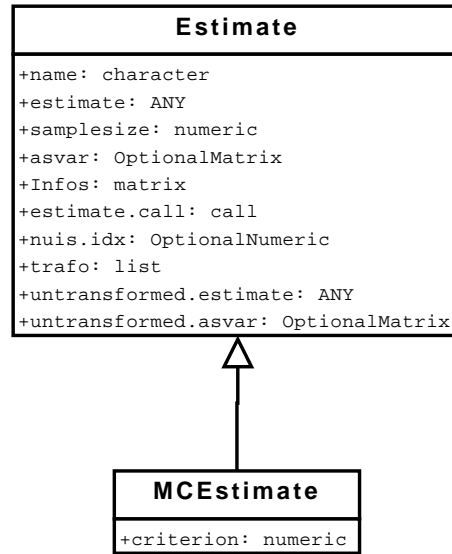 Estimate
+name: character
+estimate: ANY
+samplesize: numeric
+asvar: OptionalMatrix
+Infos: matrix
+estimate.call: call
+nuis.idx: OptionalNumeric
+trafo: list
+untransformed.estimate: ANY
+untransformed.asvar: OptionalMatrix
MCEstimate
+criterion: numeric